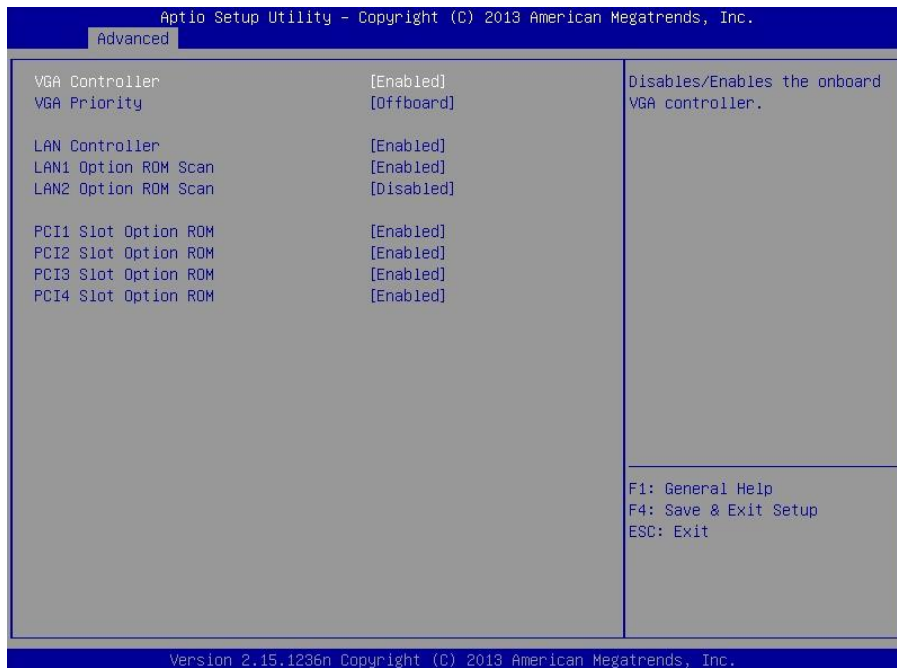 Aptio Setup Utility – Copyright (C) 2013 American Megatrends, Inc.
Advanced
VGA Controller [Enabled]
VGA Priority [Offboard]
LAN Controller [Enabled]
LAN1 Option ROM Scan [Enabled]
LAN2 Option ROM Scan [Disabled]
PCI1 Slot Option ROM [Enabled]
PCI2 Slot Option ROM [Enabled]
PCI3 Slot Option ROM [Enabled]
PCI4 Slot Option ROM [Enabled]
Disables/Enables the onboard
VGA controller.
F1: General Help
F4: Save & Exit Setup
ESC: Exit
Version 2.15.1236n Copyright (C) 2013 American Megatrends, Inc.